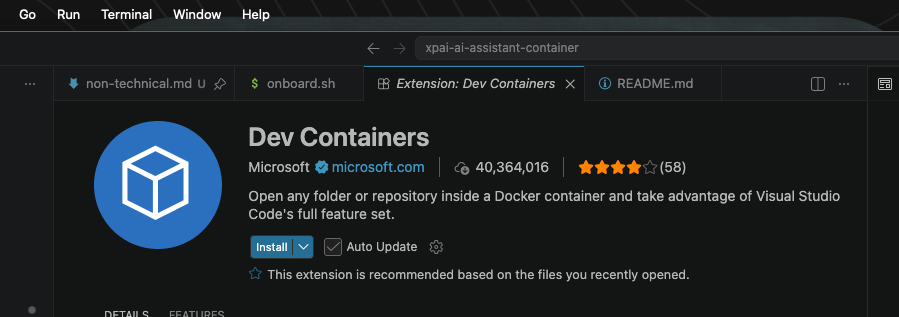 Go Run Terminal Window Help
xpai-ai-assistant-container
non-technical.md U $ onboard.sh Extension: Dev Containers README.md
Dev Containers
Microsoft microsoft.com 40,364,016 (58)
Open any folder or repository inside a Docker container and take advantage of Visual Studio
Code's full feature set.
Install Auto Update
This extension is recommended based on the files you recently opened.
DETAILS FEATURES